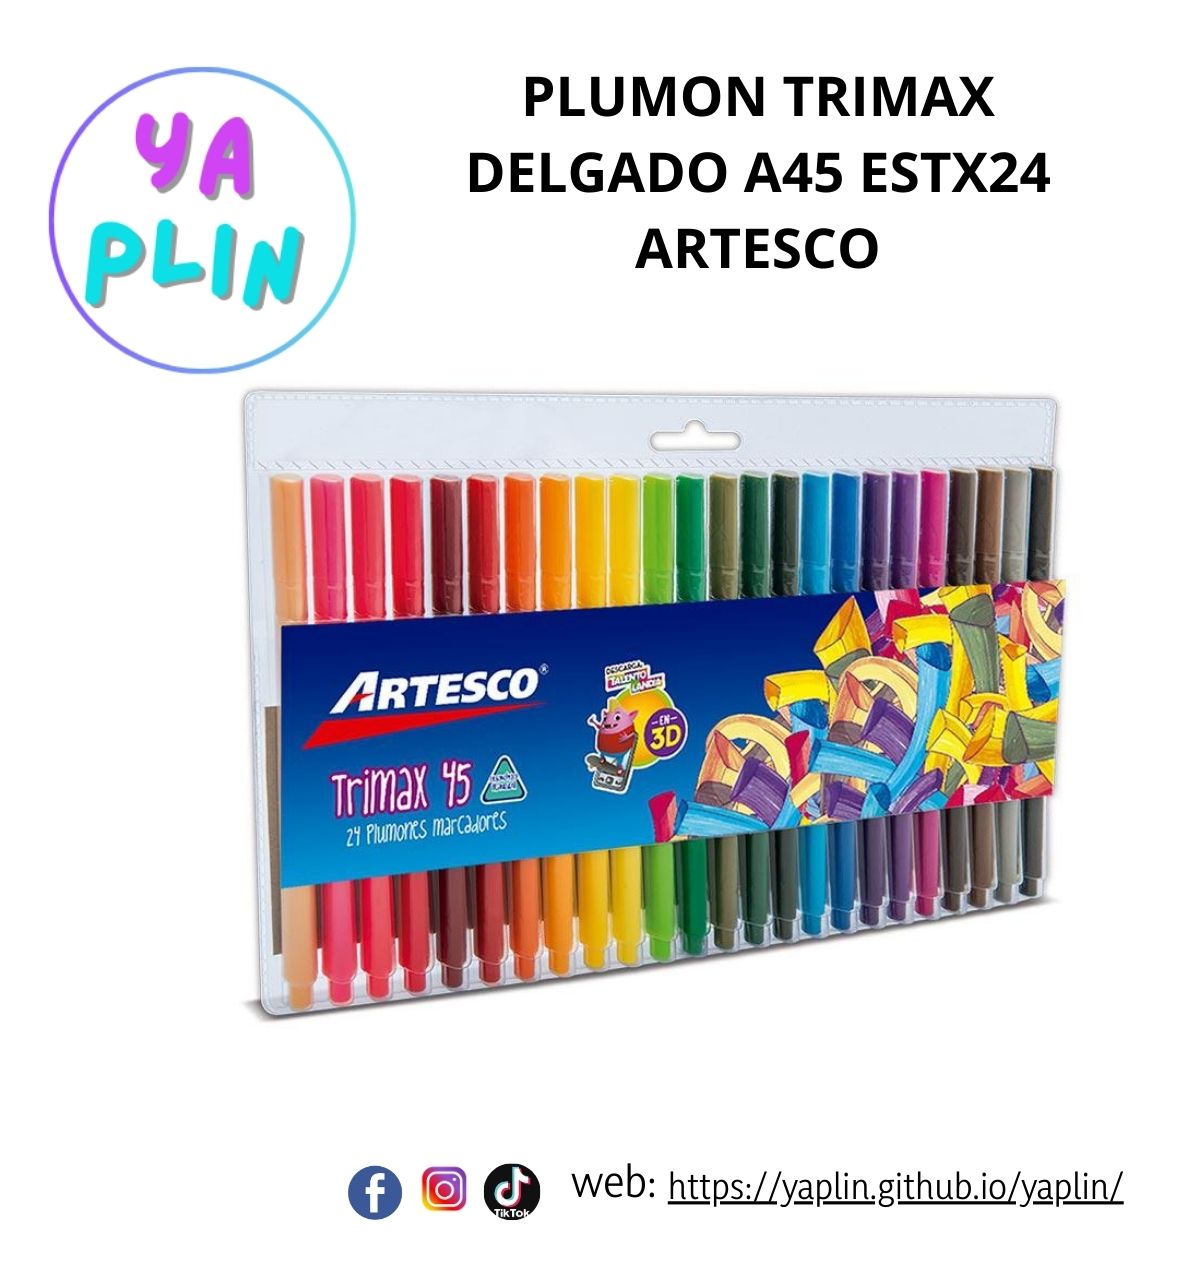 YA
PLIN
PLUMON TRIMAX
DELGADO A45 ESTX24
ARTESCO
ARTESCO®
DESCARGA
TALENTO
LANDIA
EN
3D
Trimax 45
24 Plumones marcadores
TikTok
web: https://yaplin.github.io/yaplin/